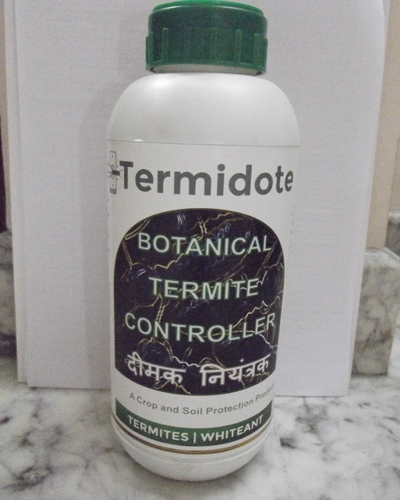 Termidote
BOTANICAL
TERMITE
CONTROLLER
दीमक नियंत्रक
A Crop and Soil Protection Product
TERMITES | WHITEANT